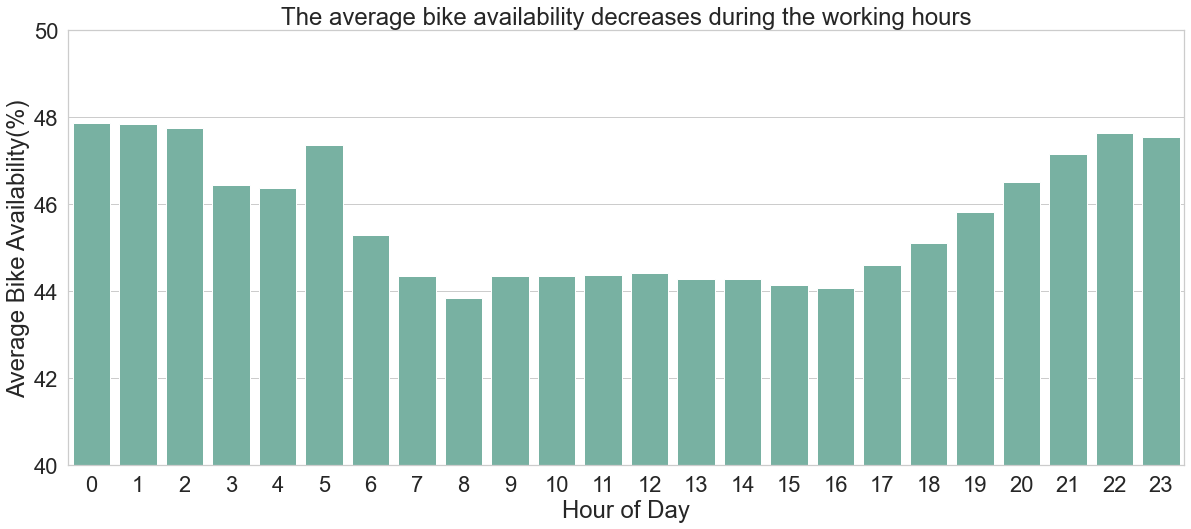 The average bike availability decreases during the working hours
50
48
46
44
42
40
Average Bike Availability(%)
0 1 2 3 4 5 6 7 8 9 10 11 12 13 14 15 16 17 18 19 20 21 22 23
Hour of Day